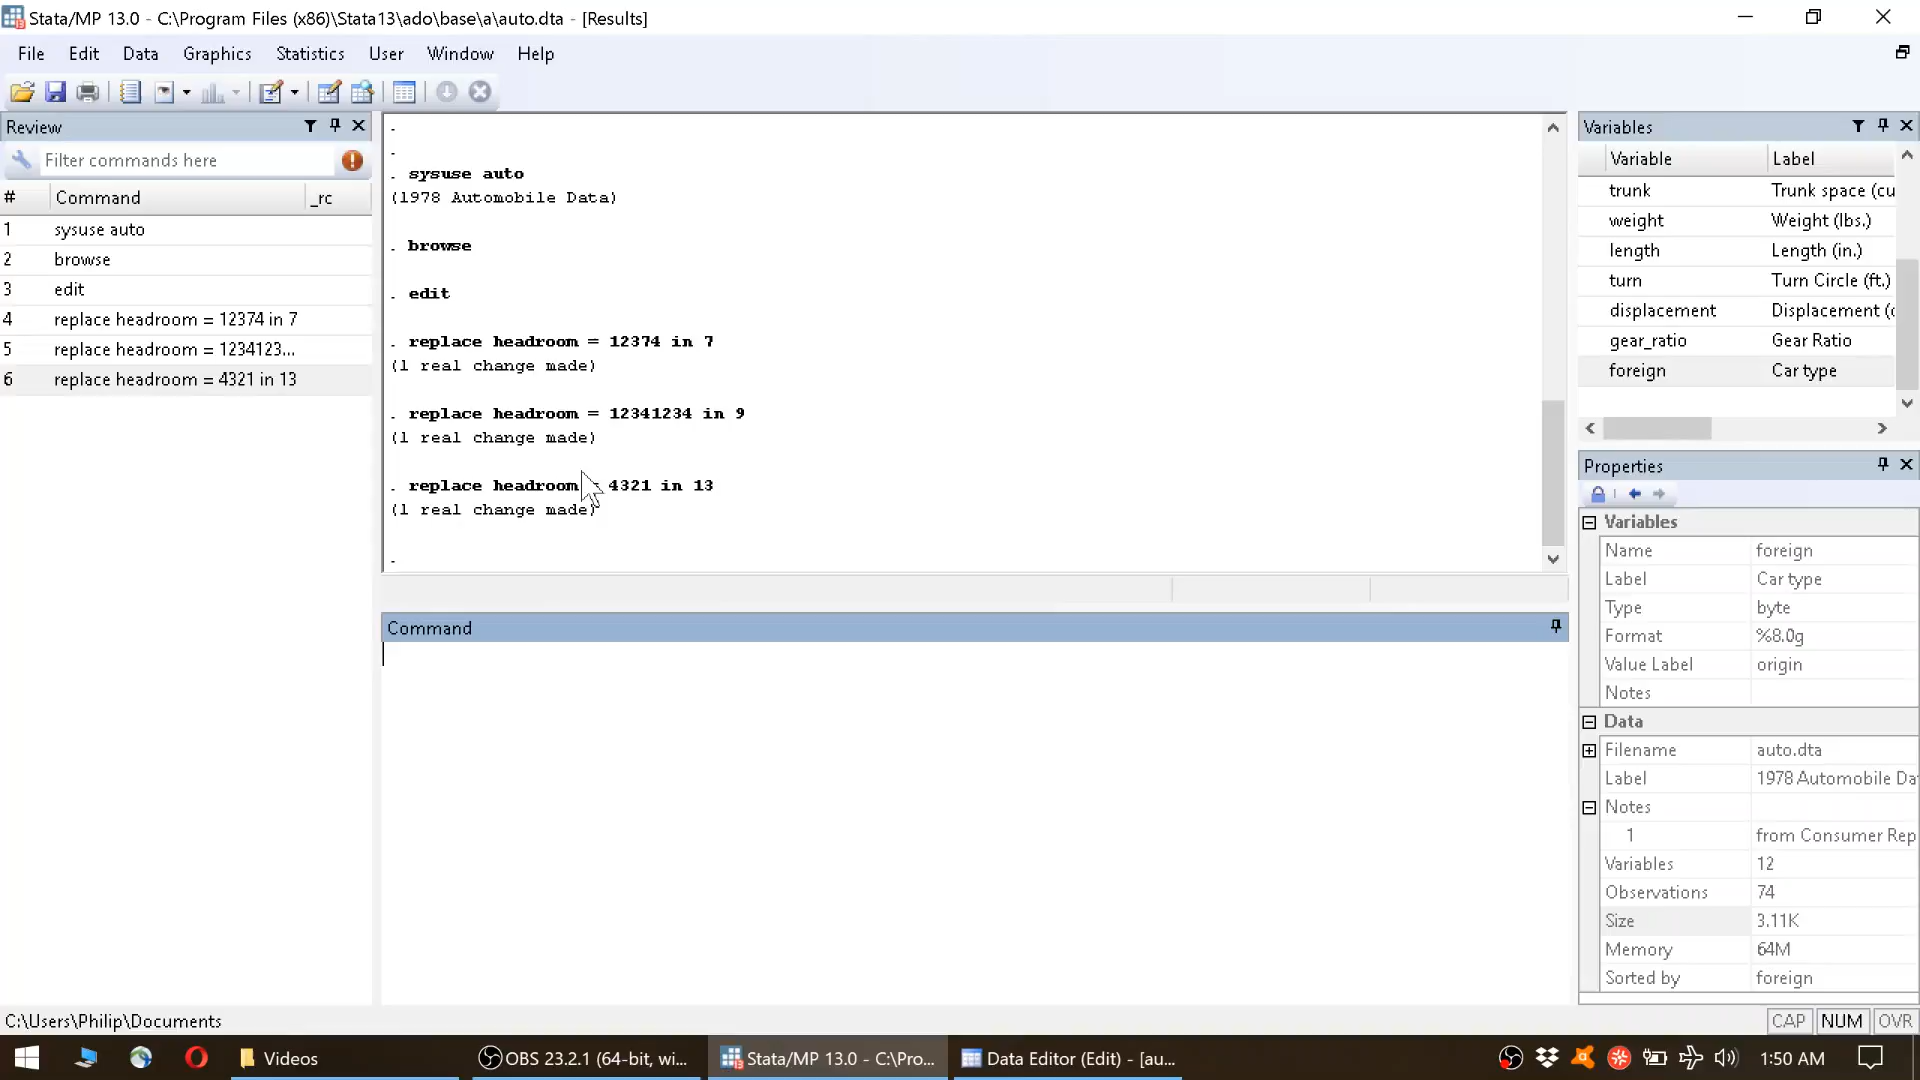 Stata/MP 13.0 - C:\Program Files (x86)\Stata13\ado\base\a\auto.dta - [Results]
File Edit Data Graphics Statistics User Window Help
Review
Filter commands here
# Command _rc
1 sysuse auto
2 browse
3 edit
4 replace headroom = 12374 in 7
5 replace headroom = 1234123...
6 replace headroom = 4321 in 13
.
.
. sysuse auto
(1978 Automobile Data)
. browse
. edit
. replace headroom = 12374 in 7
(1 real change made)
. replace headroom = 12341234 in 9
(1 real change made)
. replace headroom = 4321 in 13
(1 real change made)
.
Command
Variables
Variable Label
trunk Trunk space (cu
weight Weight (lbs.)
length Length (in.)
turn Turn Circle (ft.)
displacement Displacement (c
gear_ratio Gear Ratio
foreign Car type
Properties
Variables
Name foreign
Label Car type
Type byte
Format %8.0g
Value Label origin
Notes
Data
Filename auto.dta
Label 1978 Automobile Da
Notes
1 from Consumer Rep
Variables 12
Observations 74
Size 3.11K
Memory 64M
Sorted by foreign
C:\Users\Philip\Documents
CAP NUM OVR
Videos
OBS 23.2.1 (64-bit, wi...
Stata/MP 13.0 - C:\Pro...
Data Editor (Edit) - [au...
1:50 AM